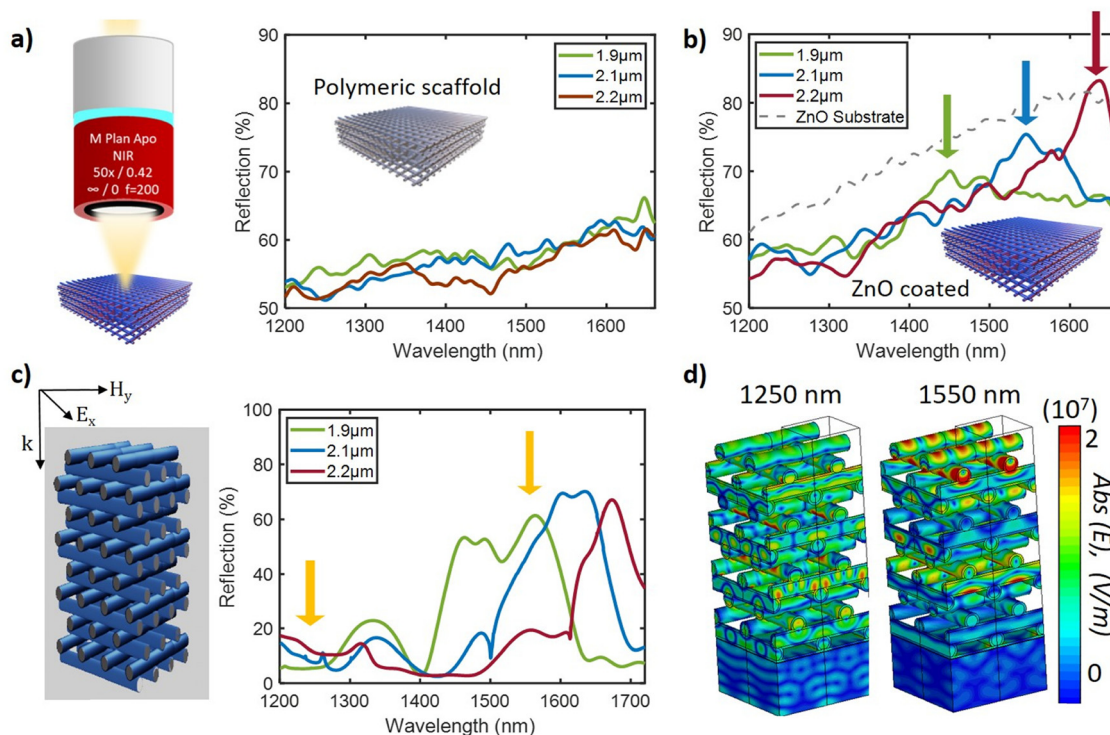 a)
M Plan Apo
NIR
50x / 0.42
∞ / 0 f=200
90
80
70
60
50
Reflection (%)
1200 1300 1400 1500 1600
Wavelength (nm)
Polymeric scaffold
1.9µm
2.1µm
2.2µm
b)
90
80
70
60
50
Reflection (%)
1200 1300 1400 1500 1600
Wavelength (nm)
1.9µm
2.1µm
2.2µm
ZnO Substrate
ZnO coated
c)
H_y
E_x
k
100
80
60
40
20
0
Reflection (%)
1200 1300 1400 1500 1600 1700
Wavelength (nm)
1.9µm
2.1µm
2.2µm
d)
1250 nm 1550 nm
(10⁷)
2
0
Abs (E), (V/m)